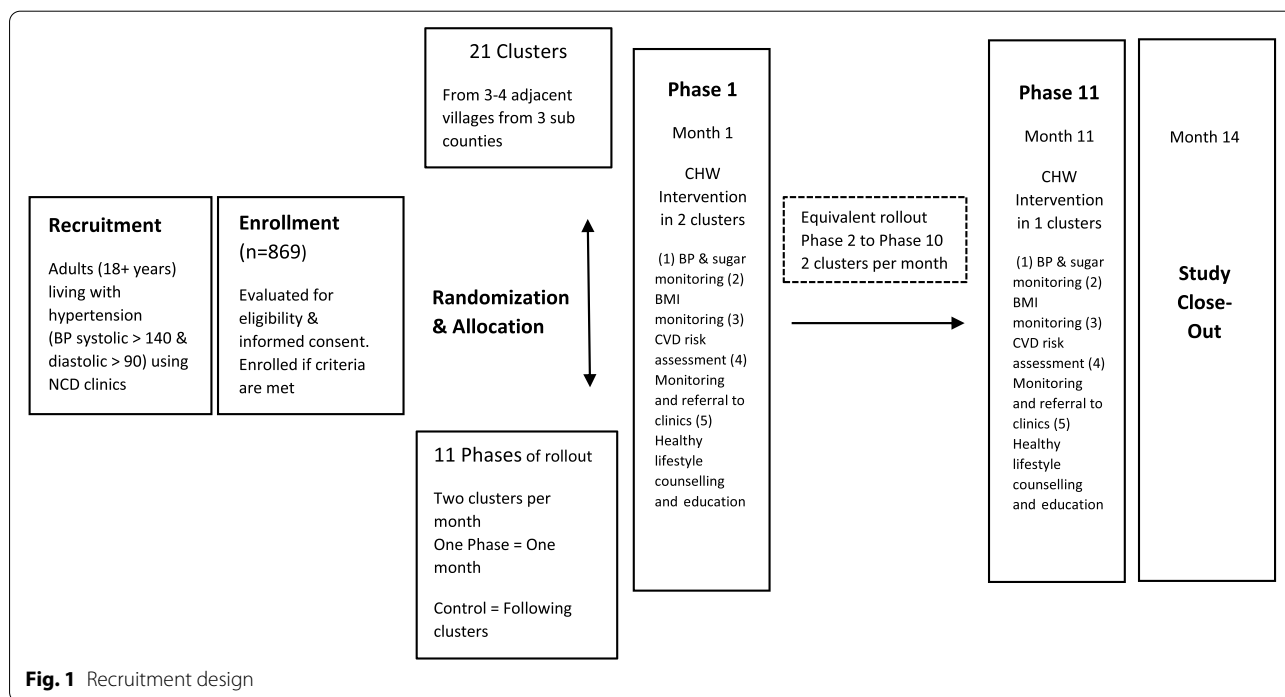 Recruitment
Adults (18+ years)
living with
hypertension
(BP systolic > 140 &
diastolic > 90) using
NCD clinics
Enrollment
(n=869)
Evaluated for
eligibility &
informed consent.
Enrolled if criteria
are met
21 Clusters
From 3-4 adjacent
villages from 3 sub
counties
Randomization
& Allocation
11 Phases of rollout
Two clusters per
month
One Phase = One
month
Control = Following
clusters
Phase 1
Month 1
CHW
Intervention
in 2 clusters
(1) BP & sugar
monitoring (2)
BMI
monitoring (3)
CVD risk
assessment (4)
Monitoring
and referral to
clinics (5)
Healthy
lifestyle
counselling
and education
Equivalent rollout
Phase 2 to Phase 10
2 clusters per month
Phase 11
Month 11
CHW
Intervention
in 1 clusters
(1) BP & sugar
monitoring (2)
BMI
monitoring (3)
CVD risk
assessment (4)
Monitoring
and referral to
clinics (5)
Healthy
lifestyle
counselling
and education
Month 14
Study
Close-
Out
Fig. 1 Recruitment design